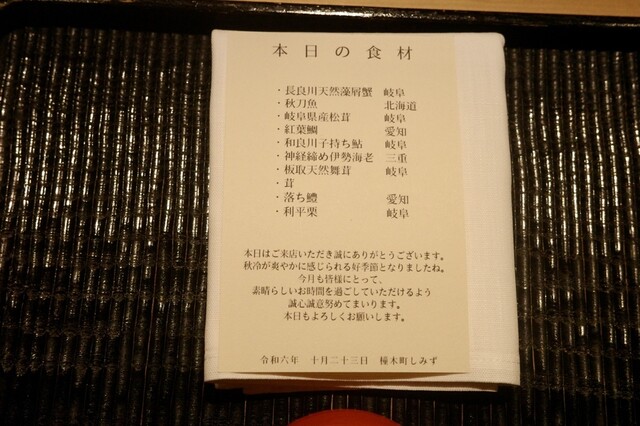 本日の食材
・長良川天然藻屑蟹 岐阜
・秋刀魚 北海道
・岐阜県産松茸 岐阜
・紅葉鯛 愛知
・和良川子持ち鮎 岐阜
・神経締め伊勢海老 三重
・板取天然舞茸 岐阜
・茸
・落ち鱧 愛知
・利平栗 岐阜
本日はご来店いただき誠にありがとうございます。
秋冷が爽やかに感じられる好季節となりましたね。
今月も皆様にとって、
素晴らしいお時間を過ごしていただけるよう
誠心誠意努めてまいります。
本日もよろしくお願いします。
令和六年 十月二十三日 橦木町しみず